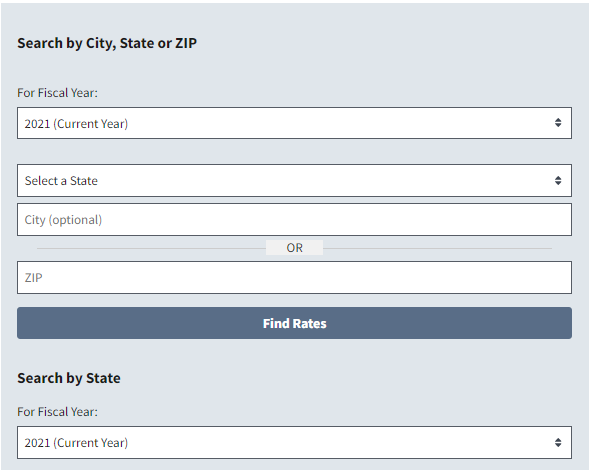 Search by City, State or ZIP
For Fiscal Year:
2021 (Current Year)
Select a State
City (optional)
OR
ZIP
Find Rates
Search by State
For Fiscal Year:
2021 (Current Year)